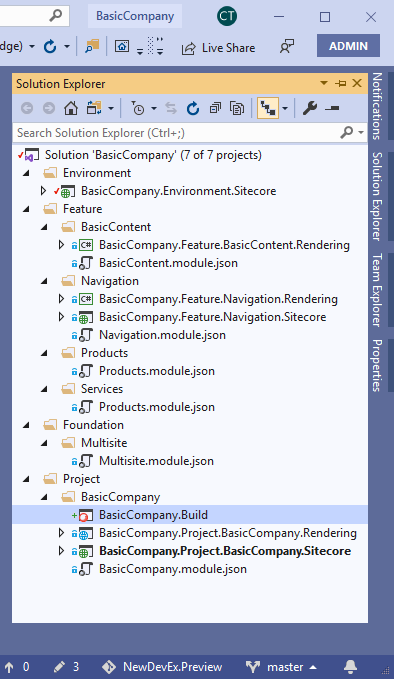 Search
CT
dge)
Live Share
ADMIN
Solution Explorer
Search Solution Explorer (Ctrl+;)
Solution 'BasicCompany' (7 of 7 projects)
Environment
BasicCompany.Environment.Sitecore
Feature
BasicContent
C# BasicCompany.Feature.BasicContent.Rendering
BasicContent.module.json
Navigation
C# BasicCompany.Feature.Navigation.Rendering
BasicCompany.Feature.Navigation.Sitecore
Navigation.module.json
Products
Products.module.json
Services
Products.module.json
Foundation
Multisite
Multisite.module.json
Project
BasicCompany
BasicCompany.Build
BasicCompany.Project.BasicCompany.Rendering
BasicCompany.Project.BasicCompany.Sitecore
BasicCompany.module.json
Notifications
Solution Explorer
Team Explorer
Properties
0 3 NewDevEx.Preview master